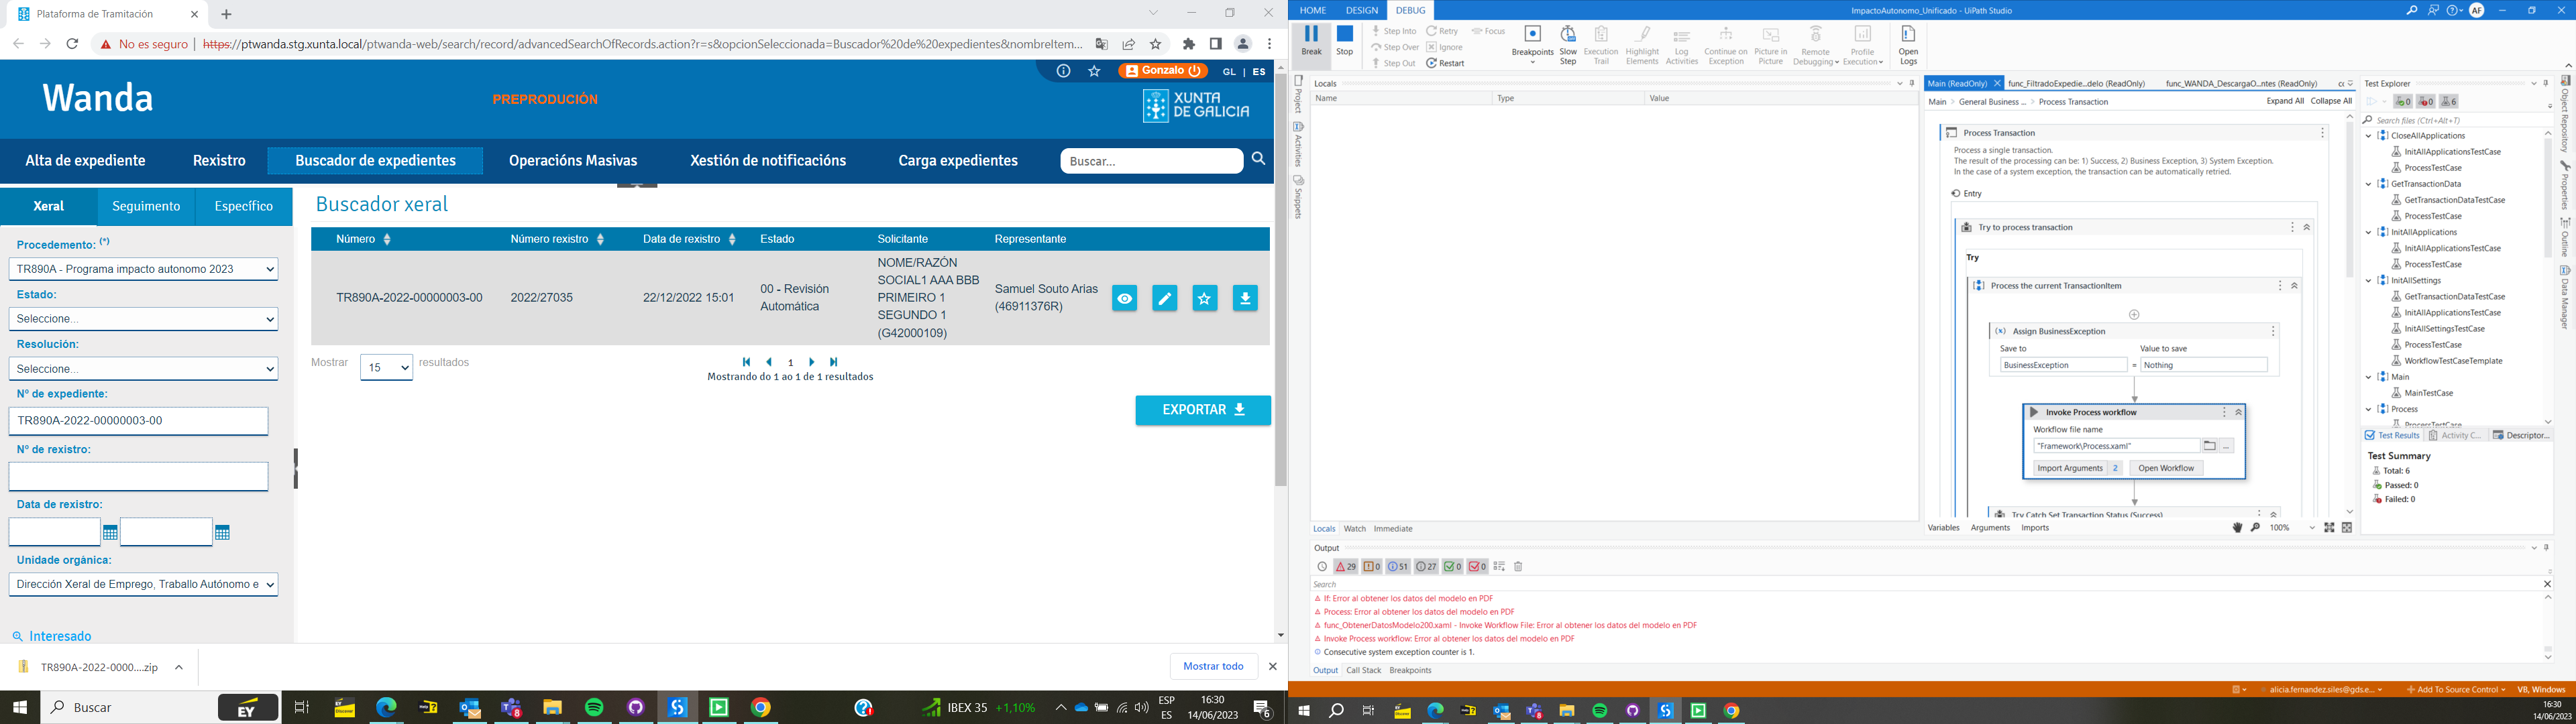 Plataforma de Tramitación
No es seguro
https://ptwanda.stg.xunta.local/ptwanda-web/search/record/advancedSearchOfRecords.action?r=s&opcionSeleccionada=Buscador%20de%20expedientes&nombreItem...
Gonzalo
GL | ES
Wanda
PREPRODUCIÓN
XUNTA
DE GALICIA
Alta de expediente
Rexistro
Buscador de expedientes
Operacións Masivas
Xestión de notificacións
Carga expedientes
Buscar...
Xeral
Seguimento
Específico
Procedemento: (*)
TR890A - Programa impacto autonomo 2023
Estado:
Seleccione...
Resolución:
Seleccione...
Nº de expediente:
TR890A-2022-00000003-00
Nº de rexistro:
Data de rexistro:
Unidade orgánica:
Dirección Xeral de Emprego, Traballo Autónomo e
Interesado
Buscador xeral
Número
Número rexistro
Data de rexistro
Estado
Solicitante
Representante
TR890A-2022-00000003-00
2022/27035
22/12/2022 15:01
00 - Revisión
Automática
NOME/RAZÓN
SOCIAL1 AAA BBB
PRIMEIRO 1
SEGUNDO 1
(G42000109)
Samuel Souto Arias
(46911376R)
Mostrar
15
resultados
1
Mostrando do 1 ao 1 de 1 resultados
EXPORTAR
TR890A-2022-0000....zip
Mostrar todo
Buscar
EY
IBEX 35 +1,10%
ESP
ES
16:30
14/06/2023
6
HOME
DESIGN
DEBUG
ImpactoAutonomo_Unificado - UiPath Studio
AF
Break
Stop
Step Into
Step Over
Step Out
Retry
Ignore
Restart
Focus
Breakpoints
Slow
Step
Execution
Trail
Highlight
Elements
Log
Activities
Continue on
Exception
Picture in
Picture
Remote
Debugging
Profile
Execution
Open
Logs
Project
Activities
Snippets
Locals
Name
Type
Value
Locals
Watch
Immediate
Main (ReadOnly)
func_FiltradoExpedie...delo (ReadOnly)
func_WANDA_DescargaO...ntes (ReadOnly)
Main > General Business ... > Process Transaction
Expand All
Collapse All
Process Transaction
Process a single transaction.
The result of the processing can be: 1) Success, 2) Business Exception, 3) System Exception.
In the case of a system exception, the transaction can be automatically retried.
Entry
Try to process transaction
Try
Process the current TransactionItem
Assign BusinessException
Save to
Value to save
BusinessException
=
Nothing
Invoke Process workflow
Workflow file name
"Framework\Process.xaml"
Import Arguments 2
Open Workflow
Try Catch Set Transaction Status (Success)
Variables
Arguments
Imports
100%
Test Explorer
0
0
6
Search files (Ctrl+Alt+T)
CloseAllApplications
InitAllApplicationsTestCase
ProcessTestCase
GetTransactionData
GetTransactionDataTestCase
ProcessTestCase
InitAllApplications
InitAllApplicationsTestCase
ProcessTestCase
InitAllSettings
GetTransactionDataTestCase
InitAllApplicationsTestCase
InitAllSettingsTestCase
ProcessTestCase
WorkflowTestCaseTemplate
Main
MainTestCase
Process
ProcessTestCase
Test Results
Activity C...
Descriptor...
Test Summary
Total: 6
Passed: 0
Failed: 0
Object Repository
Properties
Outline
Data Manager
Output
29
0
51
27
0
0
Search
If: Error al obtener los datos del modelo en PDF
Process: Error al obtener los datos del modelo en PDF
func_ObtenerDatosModelo200.xaml - Invoke Workflow File: Error al obtener los datos del modelo en PDF
Invoke Process workflow: Error al obtener los datos del modelo en PDF
Consecutive system exception counter is 1.
Output
Call Stack
Breakpoints
alicia.fernandez.siles@gds.e...
Add To Source Control
VB, Windows
16:30
14/06/2023